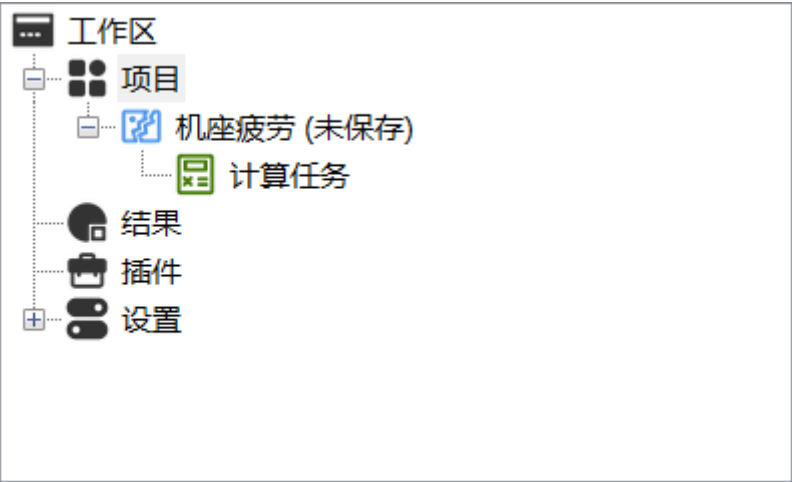 工作区
项目
机座疲劳 (未保存)
计算任务
结果
插件
设置